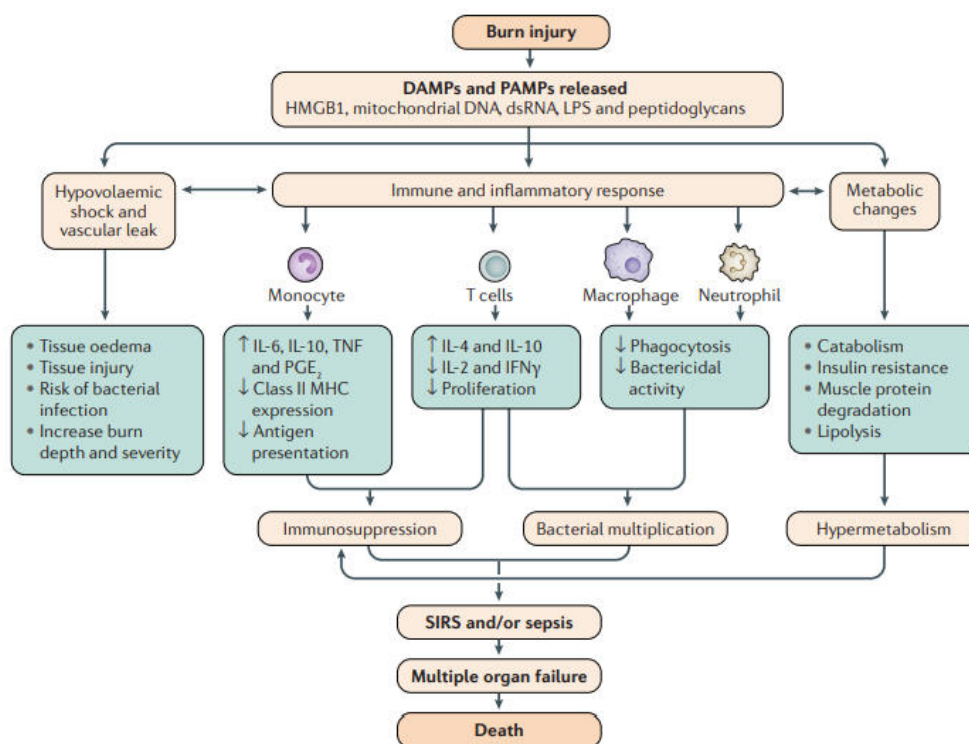 Burn injury
DAMPs and PAMPs released
HMGB1, mitochondrial DNA, dsRNA, LPS and peptidoglycans
Hypovolaemic
shock and
vascular leak
Immune and inflammatory response
Metabolic
changes
Monocyte
T cells
Macrophage
Neutrophil
• Tissue oedema
• Tissue injury
• Risk of bacterial
infection
• Increase burn
depth and severity
↑ IL-6, IL-10, TNF
and PGE₂
↓ Class II MHC
expression
↓ Antigen
presentation
↑ IL-4 and IL-10
↓ IL-2 and IFNγ
↓ Proliferation
↓ Phagocytosis
↓ Bactericidal
activity
• Catabolism
• Insulin resistance
• Muscle protein
degradation
• Lipolysis
Immunosuppression
Bacterial multiplication
Hypermetabolism
SIRS and/or sepsis
Multiple organ failure
Death